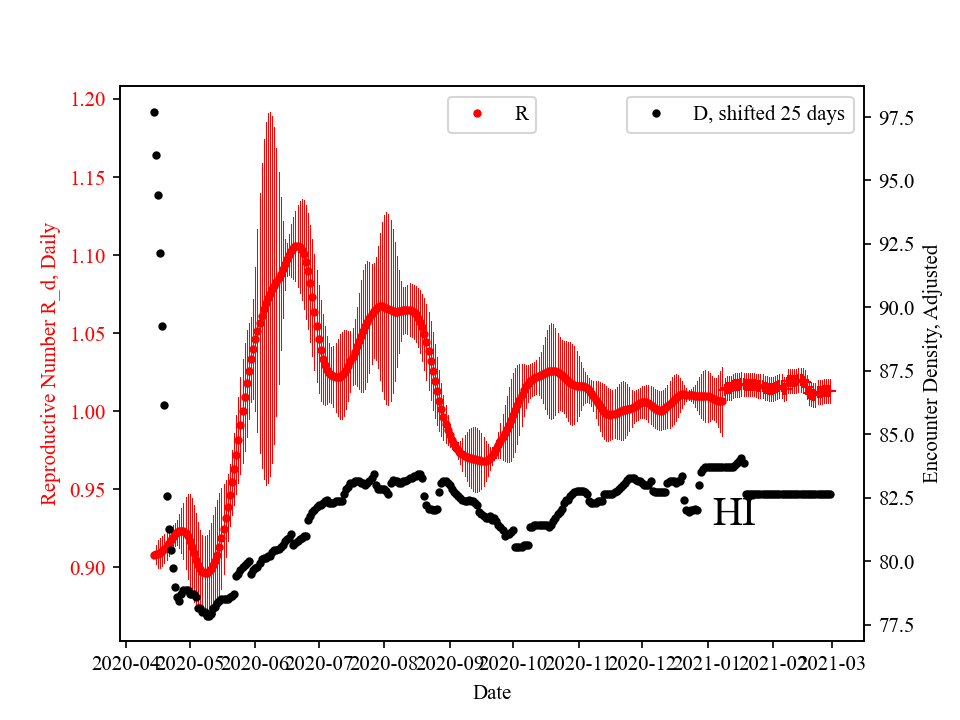 R
D, shifted 25 days
1.20
1.15
1.10
1.05
1.00
0.95
0.90
Reproductive Number R_d, Daily
97.5
95.0
92.5
90.0
87.5
85.0
82.5
80.0
77.5
Encounter Density, Adjusted
HI
2020-04 2020-05 2020-06 2020-07 2020-08 2020-09 2020-10 2020-11 2020-12 2021-01 2021-02 2021-03
Date